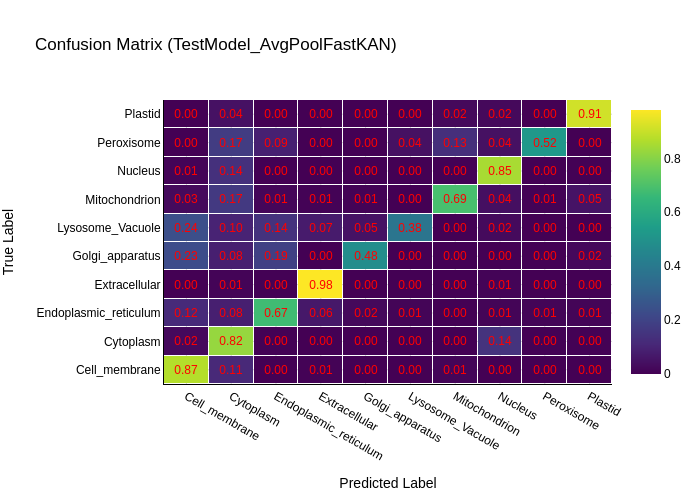 Confusion Matrix (TestModel_AvgPoolFastKAN)
True Label
Plastid 0.00 0.04 0.00 0.00 0.00 0.00 0.02 0.02 0.00 0.91
Peroxisome 0.00 0.17 0.09 0.00 0.00 0.04 0.13 0.04 0.52 0.00
Nucleus 0.01 0.14 0.00 0.00 0.00 0.00 0.00 0.85 0.00 0.00
Mitochondrion 0.03 0.17 0.01 0.01 0.01 0.00 0.69 0.04 0.01 0.05
Lysosome_Vacuole 0.10 0.14 0.07 0.05 0.38 0.00 0.02 0.00 0.00
Golgi_apparatus 0.08 0.00 0.48 0.00 0.00 0.00 0.00 0.02
Extracellular 0.00 0.01 0.00 0.98 0.00 0.00 0.00 0.01 0.00 0.00
Endoplasmic_reticulum 0.12 0.08 0.67 0.06 0.02 0.01 0.00 0.01 0.01 0.01
Cytoplasm 0.02 0.82 0.00 0.00 0.00 0.00 0.00 0.14 0.00 0.00
Cell_membrane 0.87 0.11 0.00 0.01 0.00 0.00 0.01 0.00 0.00 0.00
Cell_membrane Cytoplasm Endoplasmic_reticulum Extracellular Golgi_apparatus Lysosome_Vacuole Mitochondrion Nucleus Peroxisome Plastid
Predicted Label
0.8
0.6
0.4
0.2
0